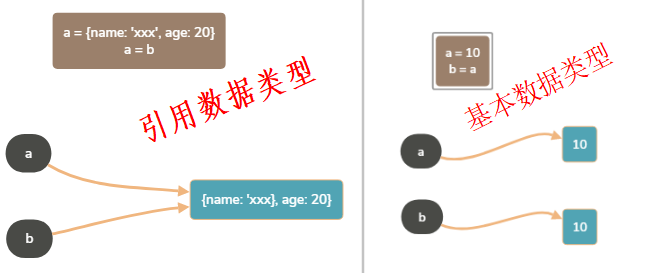 a = {name: 'xxx', age: 20}
a = b
引用数据类型
a
b
{name: 'xxx}, age: 20}
a = 10
b = a
基本数据类型
a
10
b
10